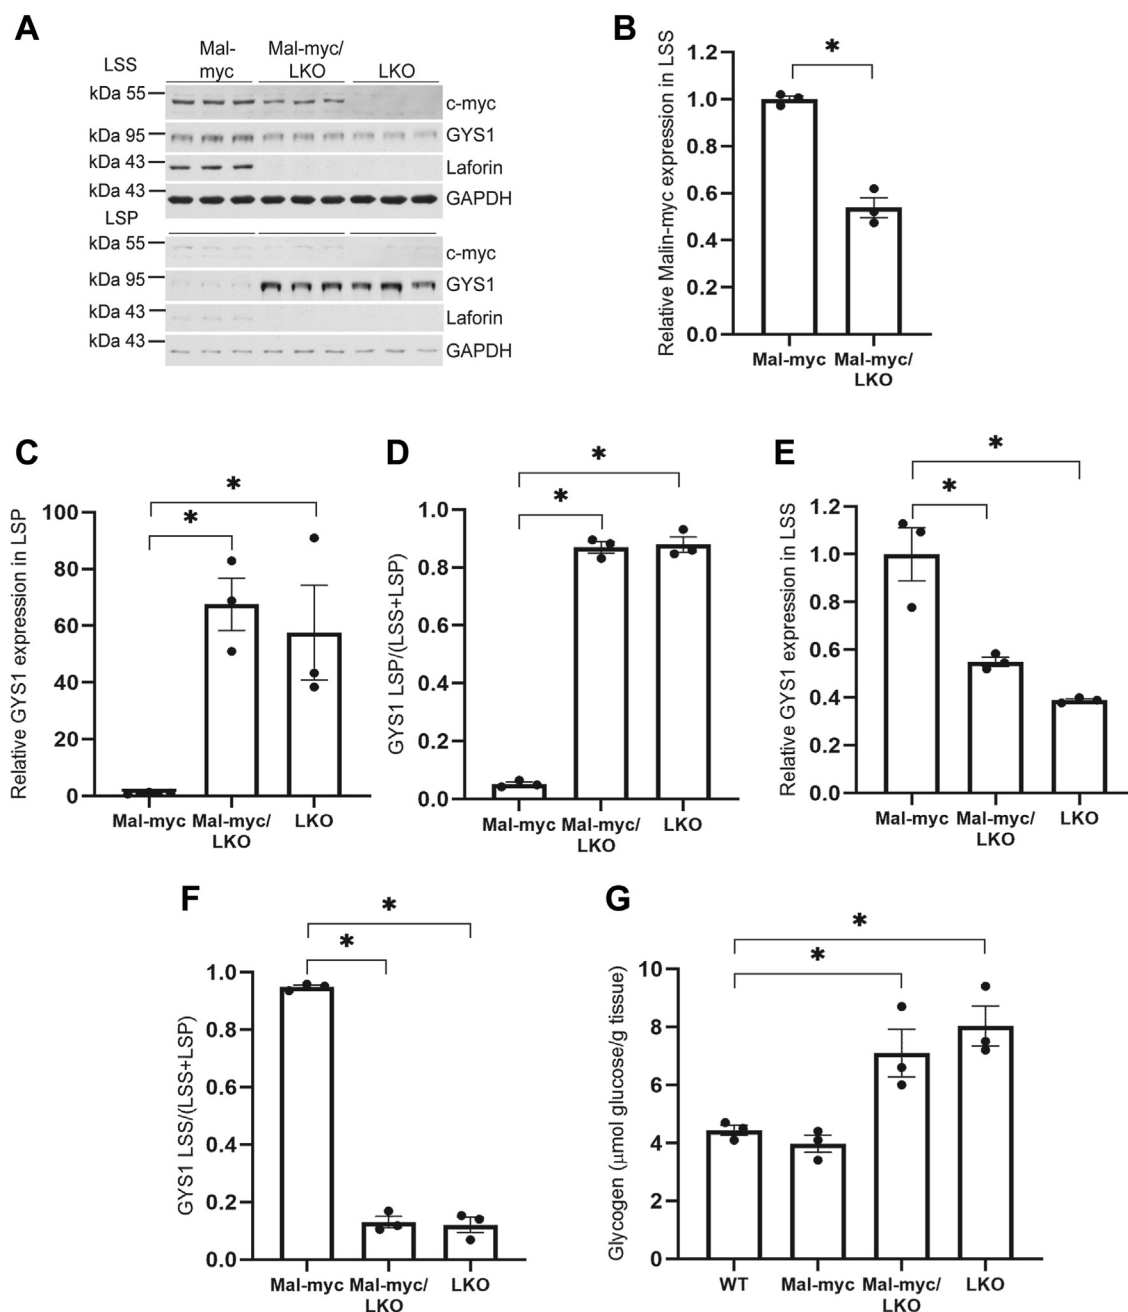 A
LSS
Mal-
myc
Mal-myc/
LKO
LKO
kDa 55
c-myc
kDa 95
GYS1
kDa 43
Laforin
kDa 43
GAPDH
LSP
kDa 55
c-myc
kDa 95
GYS1
kDa 43
Laforin
kDa 43
GAPDH
B
Relative Malin-myc expression in LSS
*
1.2
1.0
0.8
0.6
0.4
0.2
0.0
Mal-myc
Mal-myc/
LKO
C
Relative GYS1 expression in LSP
*
*
100
80
60
40
20
0
Mal-myc
Mal-myc/
LKO
LKO
D
GYS1 LSP/(LSS+LSP)
*
*
1.0
0.8
0.6
0.4
0.2
0.0
Mal-myc
Mal-myc/
LKO
LKO
E
Relative GYS1 expression in LSS
*
*
1.2
1.0
0.8
0.6
0.4
0.2
0.0
Mal-myc
Mal-myc/
LKO
LKO
F
GYS1 LSS/(LSS+LSP)
*
*
1.0
0.8
0.6
0.4
0.2
0.0
Mal-myc
Mal-myc/
LKO
LKO
G
Glycogen (μmol glucose/g tissue)
*
*
10
8
6
4
2
0
WT
Mal-myc
Mal-myc/
LKO
LKO